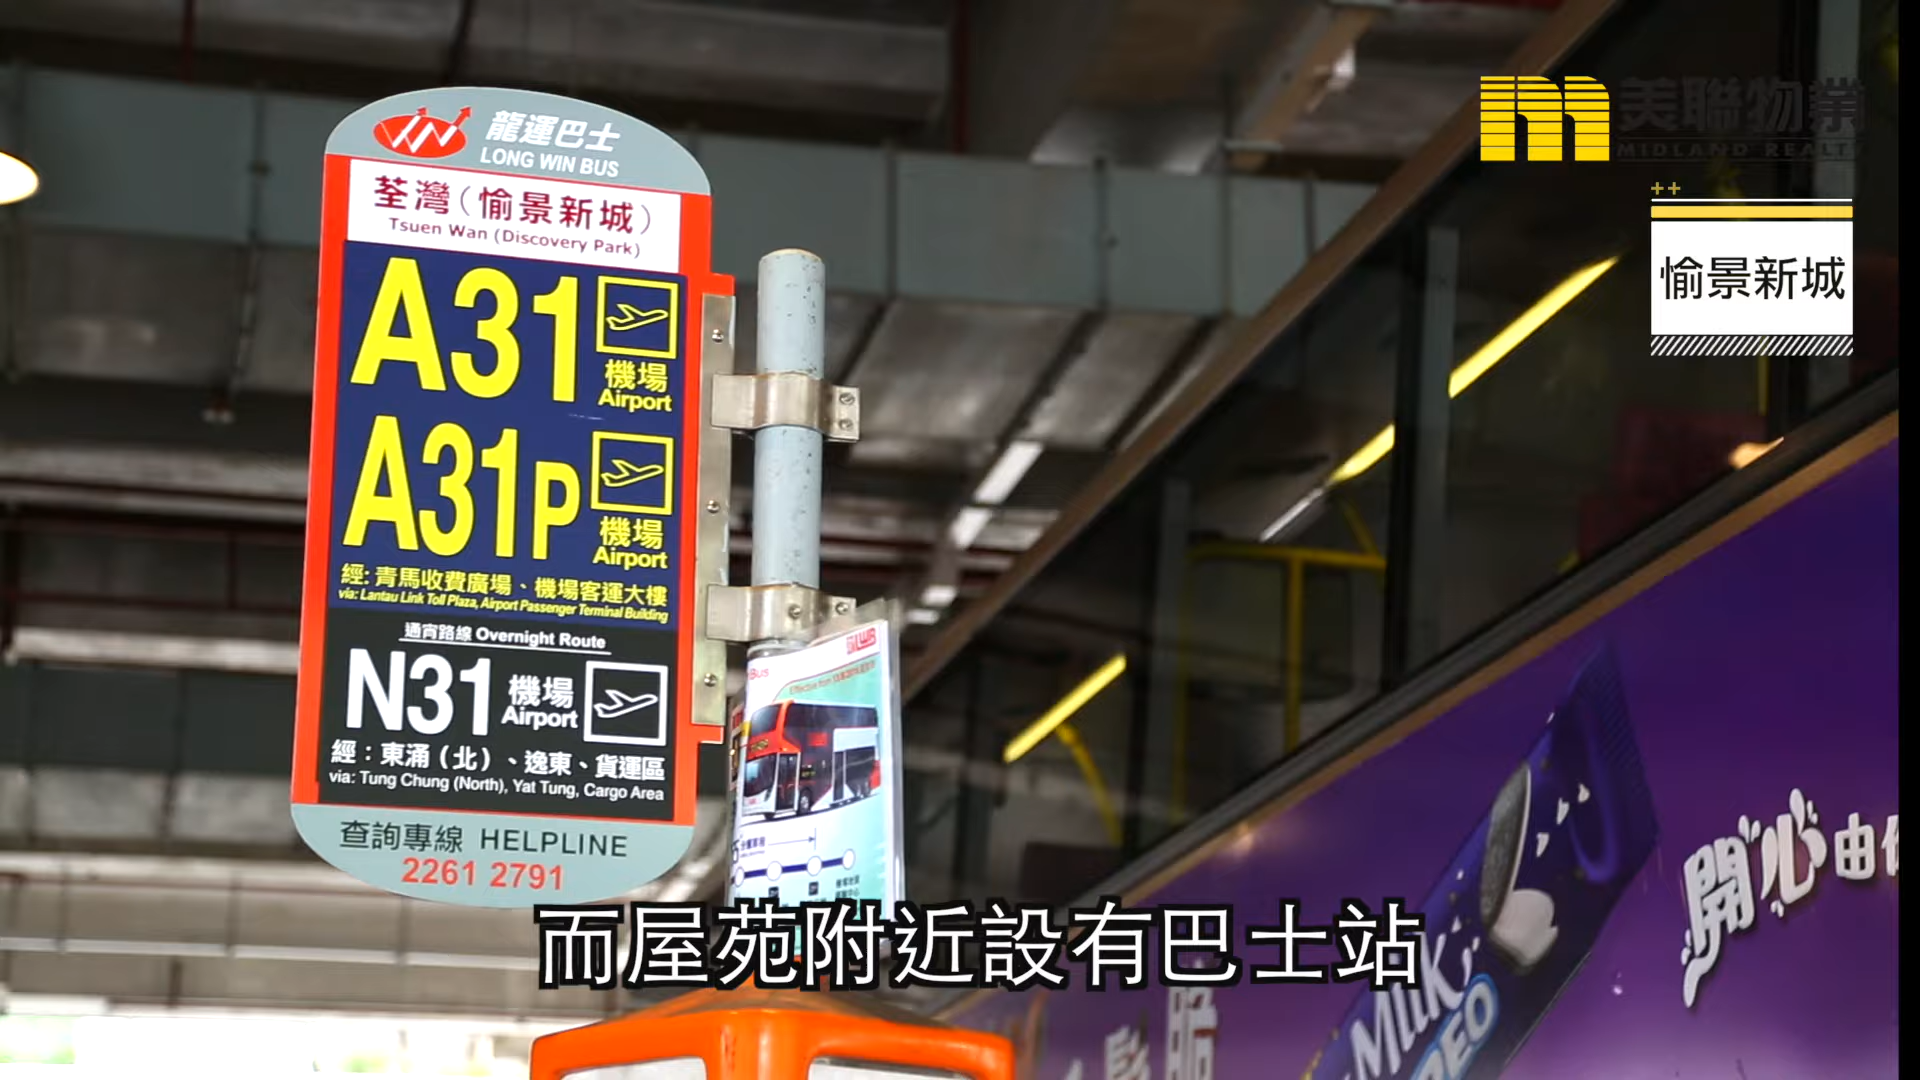 龍運巴士
LONG WIN BUS
荃灣（愉景新城）
Tsuen Wan (Discovery Park)
A31
機場
Airport
A31P
機場
Airport
經: 青馬收費廣場、機場客運大樓
via: Lantau Link Toll Plaza, Airport Passenger Terminal Building
通宵路線 Overnight Route
N31 機場
Airport
經：東涌（北）、逸東、貨運區
via: Tung Chung (North), Yat Tung, Cargo Area
查詢專線 HELPLINE
2261 2791
美聯物業
MIDLAND REALTY
愉景新城
Bus
開心由
MILK
OREO
鬆脆
而屋苑附近設有巴士站